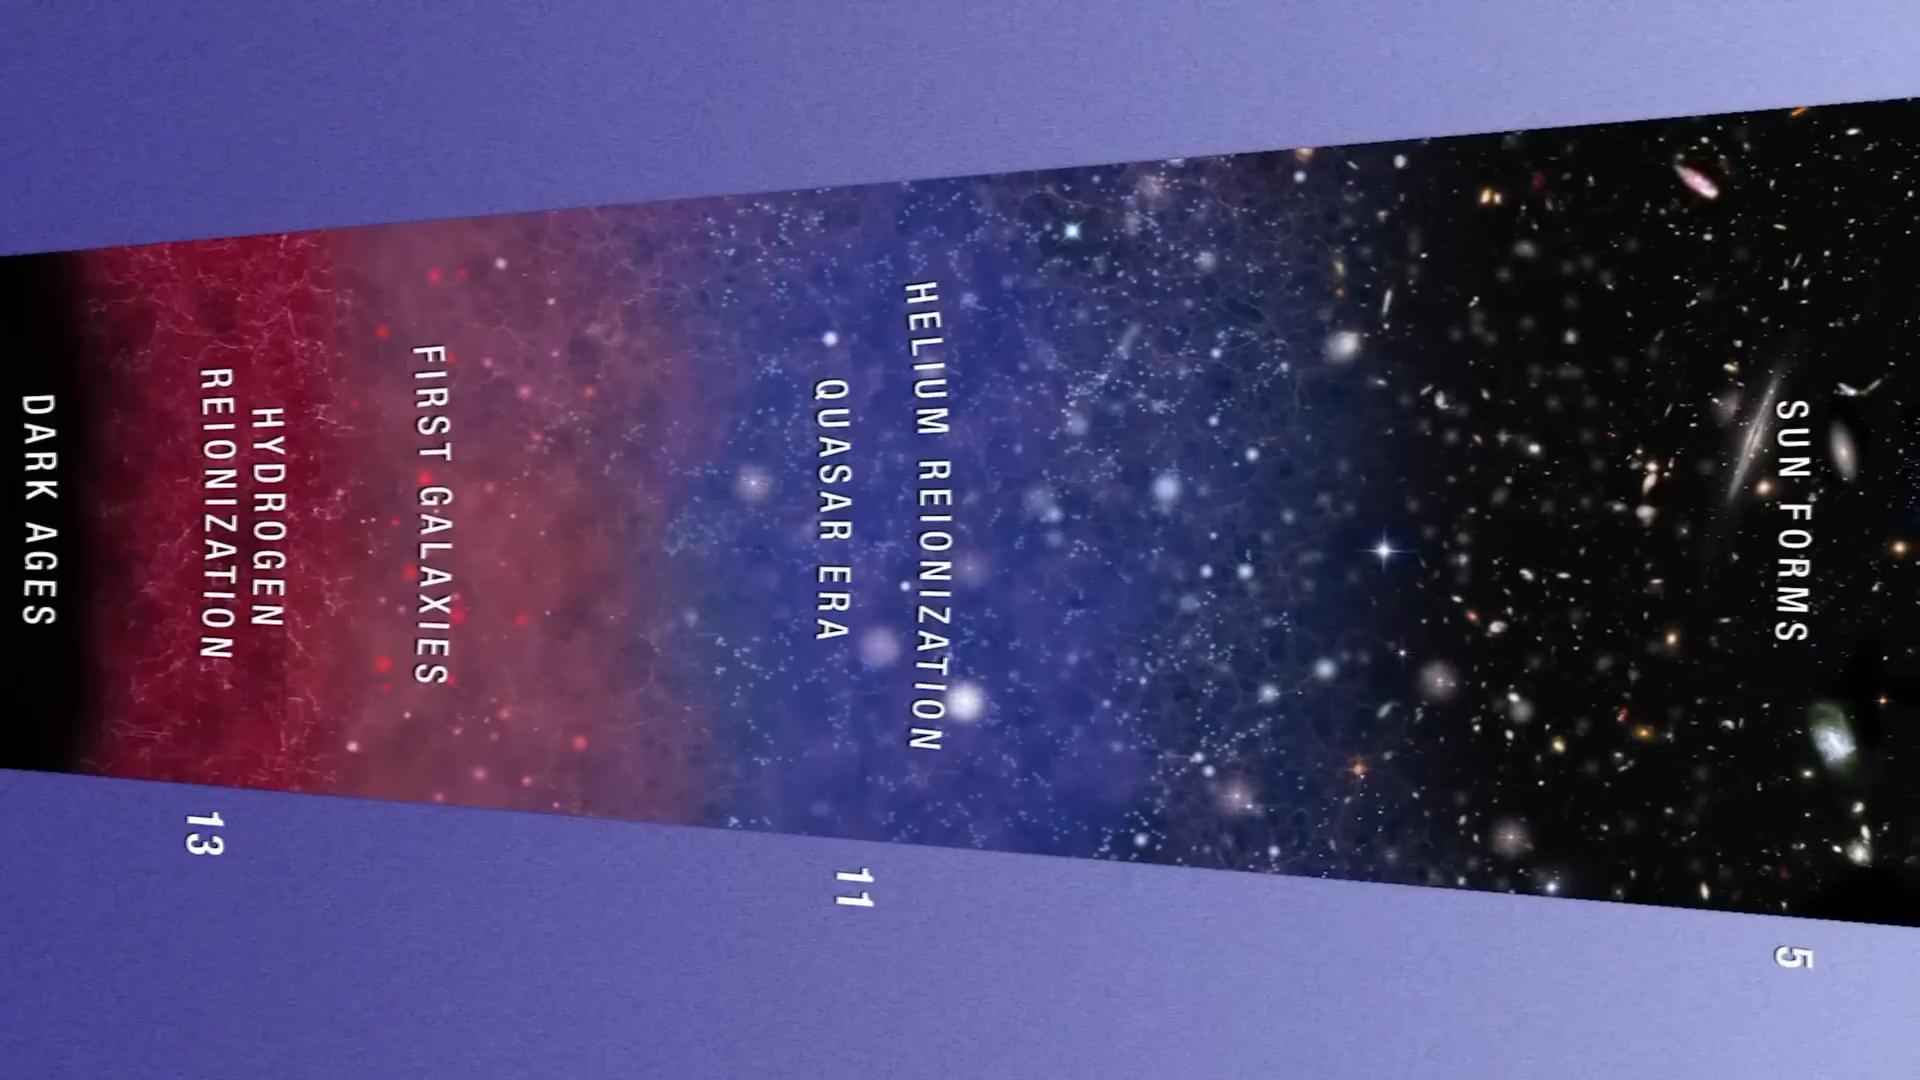 DARK AGES
HYDROGEN
REIONIZATION
FIRST GALAXIES
QUASAR ERA
HELIUM REIONIZATION
SUN FORMS
13
11
5